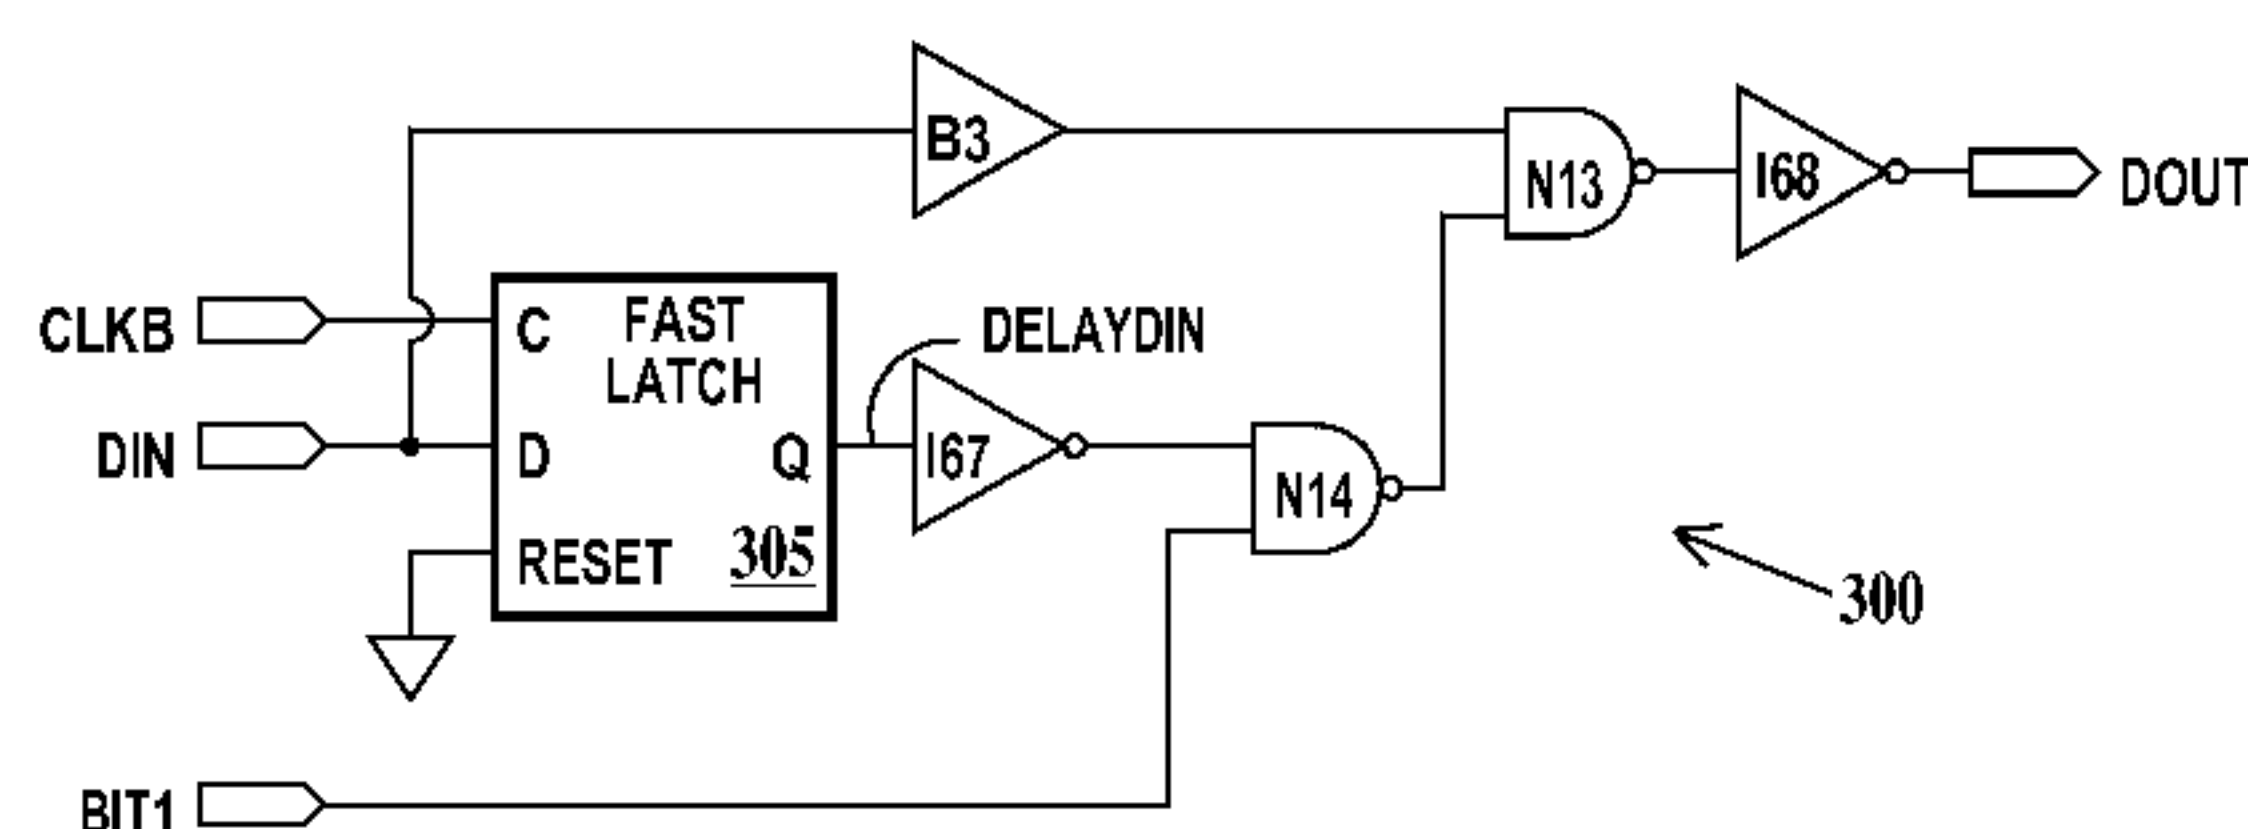 B3
N13
I68
DOUT
CLKB
C
FAST
LATCH
DELAYDIN
DIN
D
Q
I67
N14
RESET
305
300
BIT1